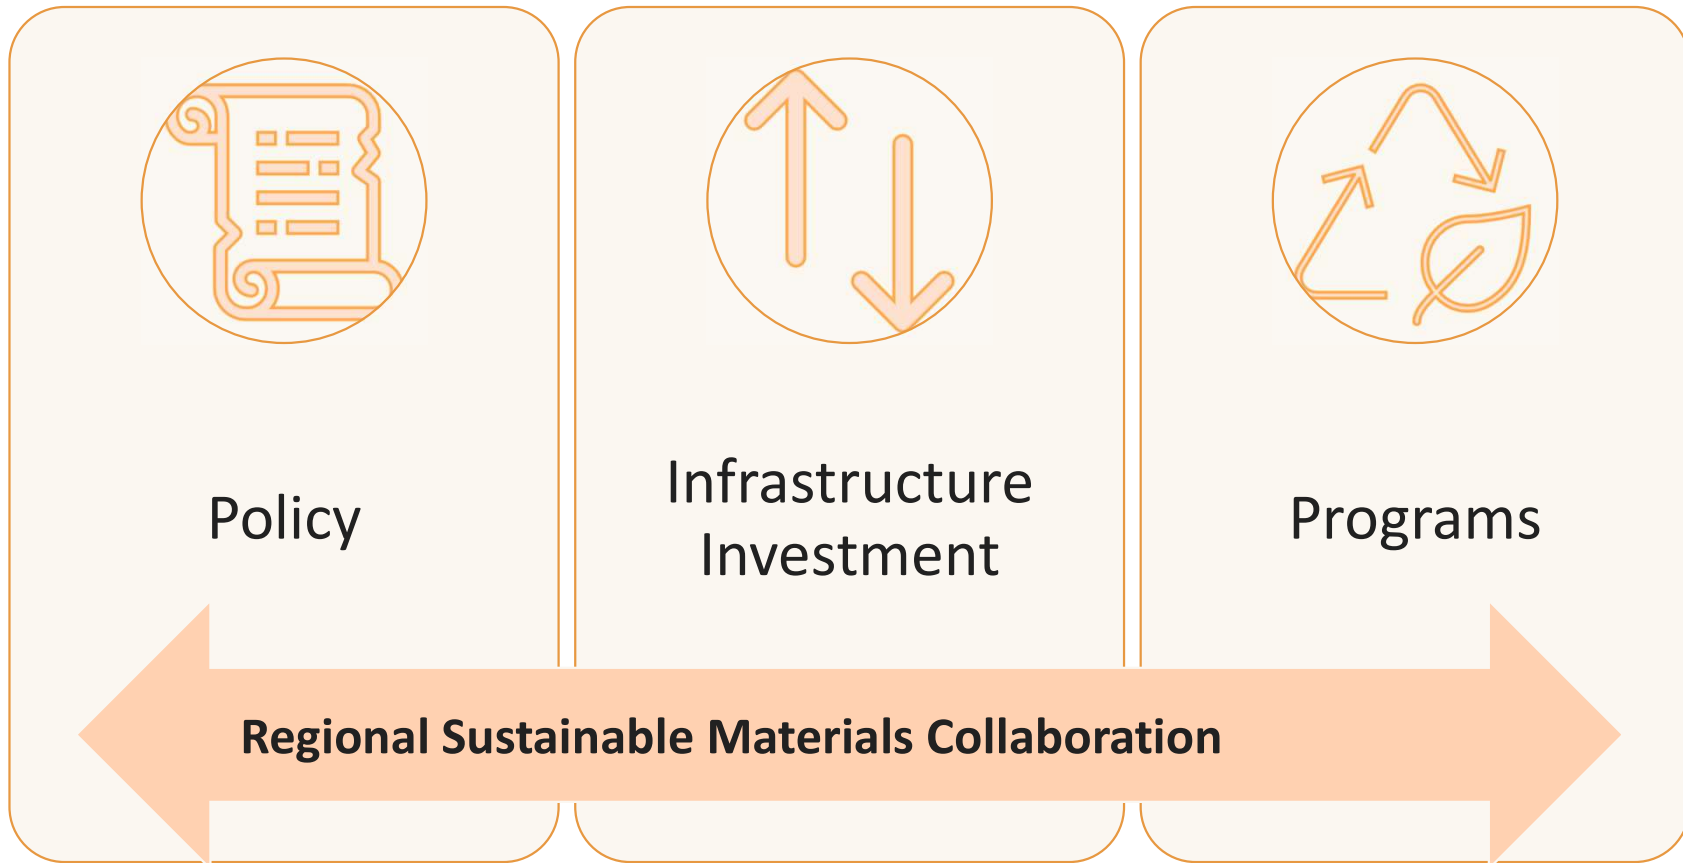 Policy
Infrastructure
Investment
Programs
Regional Sustainable Materials Collaboration